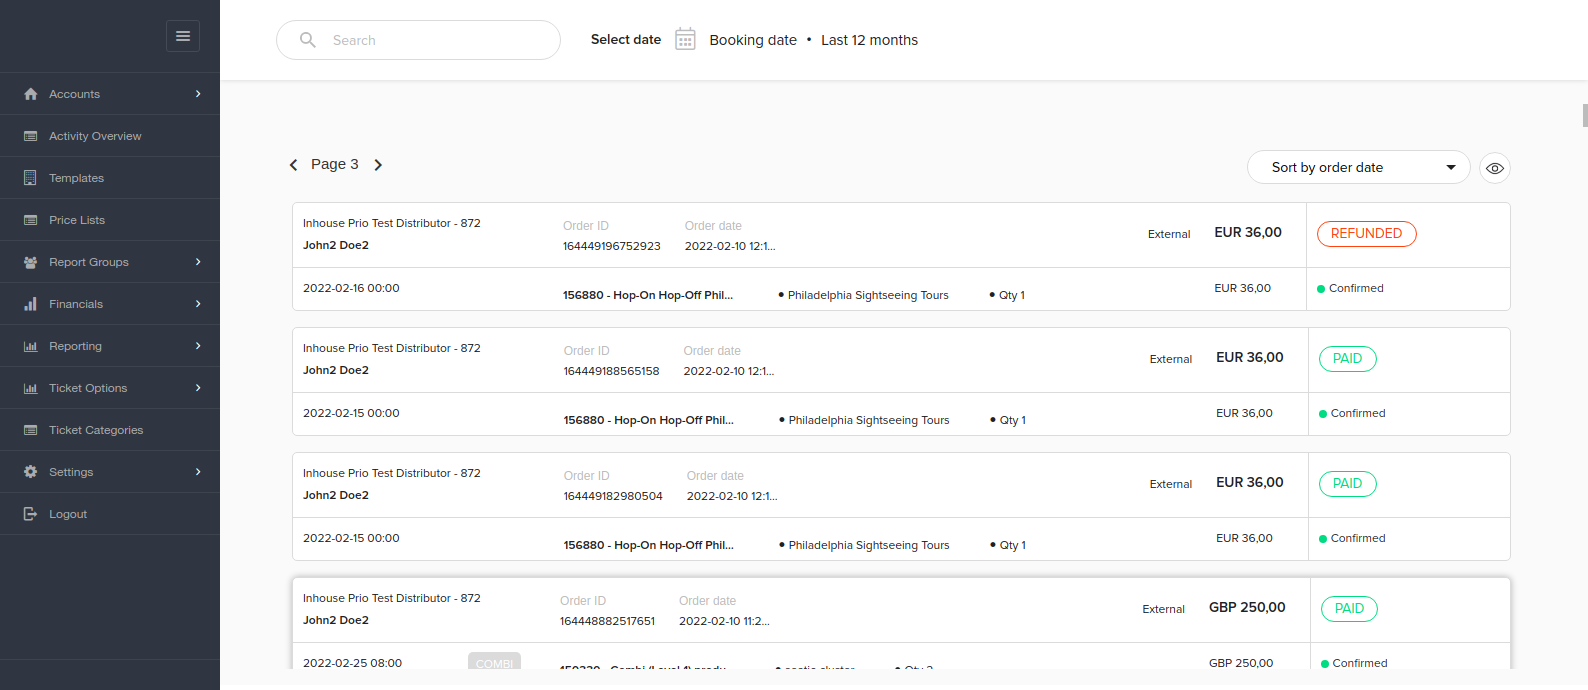 Search
Select date Booking date • Last 12 months
Accounts
Activity Overview
Templates
Price Lists
Report Groups
Financials
Reporting
Ticket Options
Ticket Categories
Settings
Logout
Page 3
Sort by order date
Inhouse Prio Test Distributor - 872 Order ID Order date
John2 Doe2 164449196752923 2022-02-10 12:1... External EUR 36,00 REFUNDED
2022-02-16 00:00 156880 - Hop-On Hop-Off Phil... • Philadelphia Sightseeing Tours • Qty 1 EUR 36,00 Confirmed
Inhouse Prio Test Distributor - 872 Order ID Order date
John2 Doe2 164449188565158 2022-02-10 12:1... External EUR 36,00 PAID
2022-02-15 00:00 156880 - Hop-On Hop-Off Phil... • Philadelphia Sightseeing Tours • Qty 1 EUR 36,00 Confirmed
Inhouse Prio Test Distributor - 872 Order ID Order date
John2 Doe2 164449182980504 2022-02-10 12:1... External EUR 36,00 PAID
2022-02-15 00:00 156880 - Hop-On Hop-Off Phil... • Philadelphia Sightseeing Tours • Qty 1 EUR 36,00 Confirmed
Inhouse Prio Test Distributor - 872 Order ID Order date
John2 Doe2 164448882517651 2022-02-10 11:2... External GBP 250,00 PAID
2022-02-25 08:00 COMBI - Combi (Level 1) • cluster • Qty GBP 250,00 Confirmed